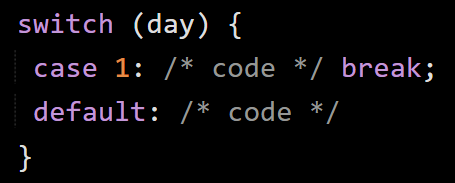 switch (day) {
case 1: /* code */ break;
default: /* code */
}